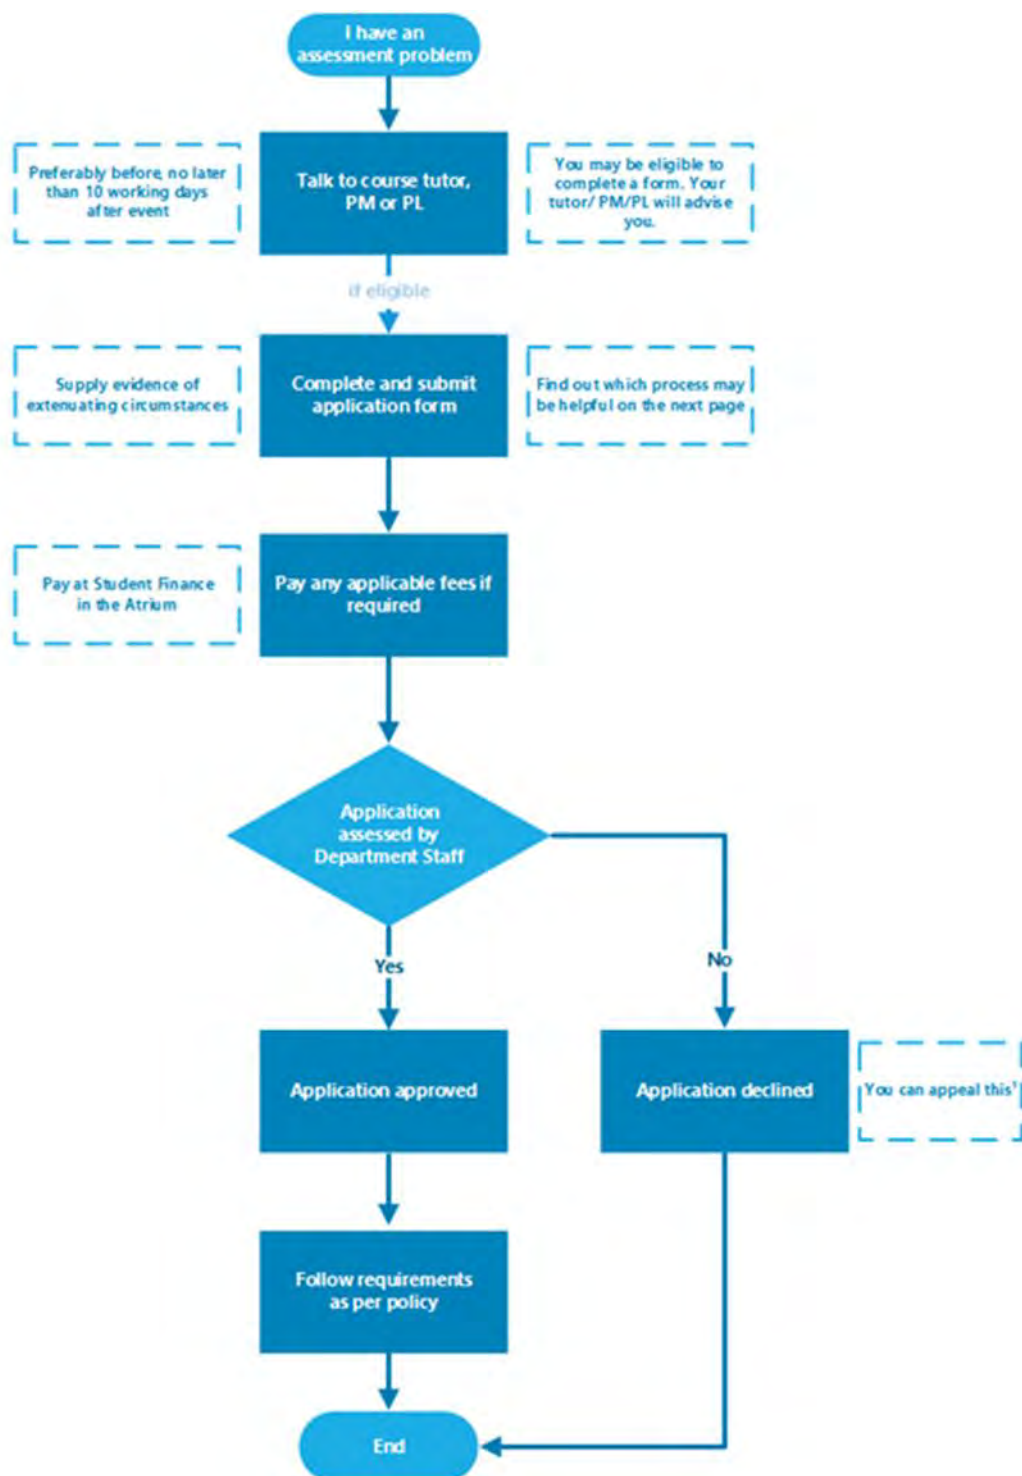 I have an
assessment problem
Preferably before, no later
than 10 working days
after event
Talk to course tutor,
PM or PL
You may be eligible to
complete a form. Your
tutor/ PM/PL will advise
you.
if eligible
Supply evidence of
extenuating circumstances
Complete and submit
application form
Find out which process may
be helpful on the next page
Pay at Student Finance
in the Atrium
Pay any applicable fees if
required
Application
assessed by
Department Staff
Yes
No
Application approved
Application declined
You can appeal this¹
Follow requirements
as per policy
End